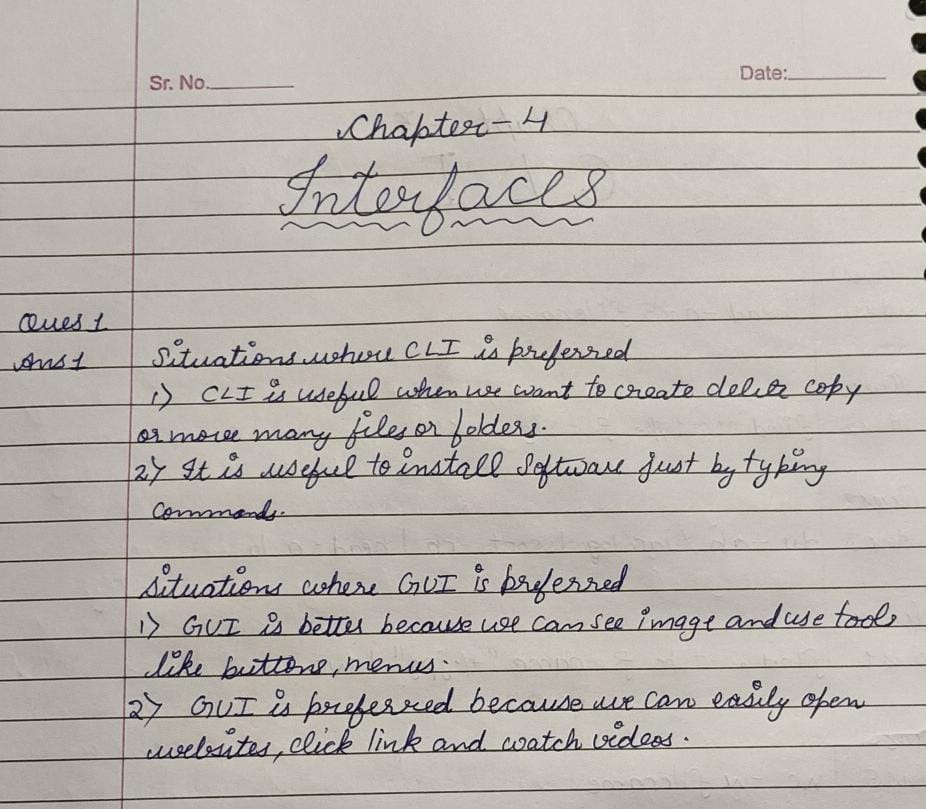 Sr. No.
Date:
Chapter-4
Interfaces
Ques 1
Ans 1 Situations where CLI is preferred
1) CLI is useful when we want to create delete copy
or move many files or folders.
2) It is useful to install Software just by typing
commands.
Situations where GUI is preferred
1) GUI is better because we can see image and use tools
like buttons, menus.
2) GUI is preferred because we can easily open
websites, click link and watch videos.